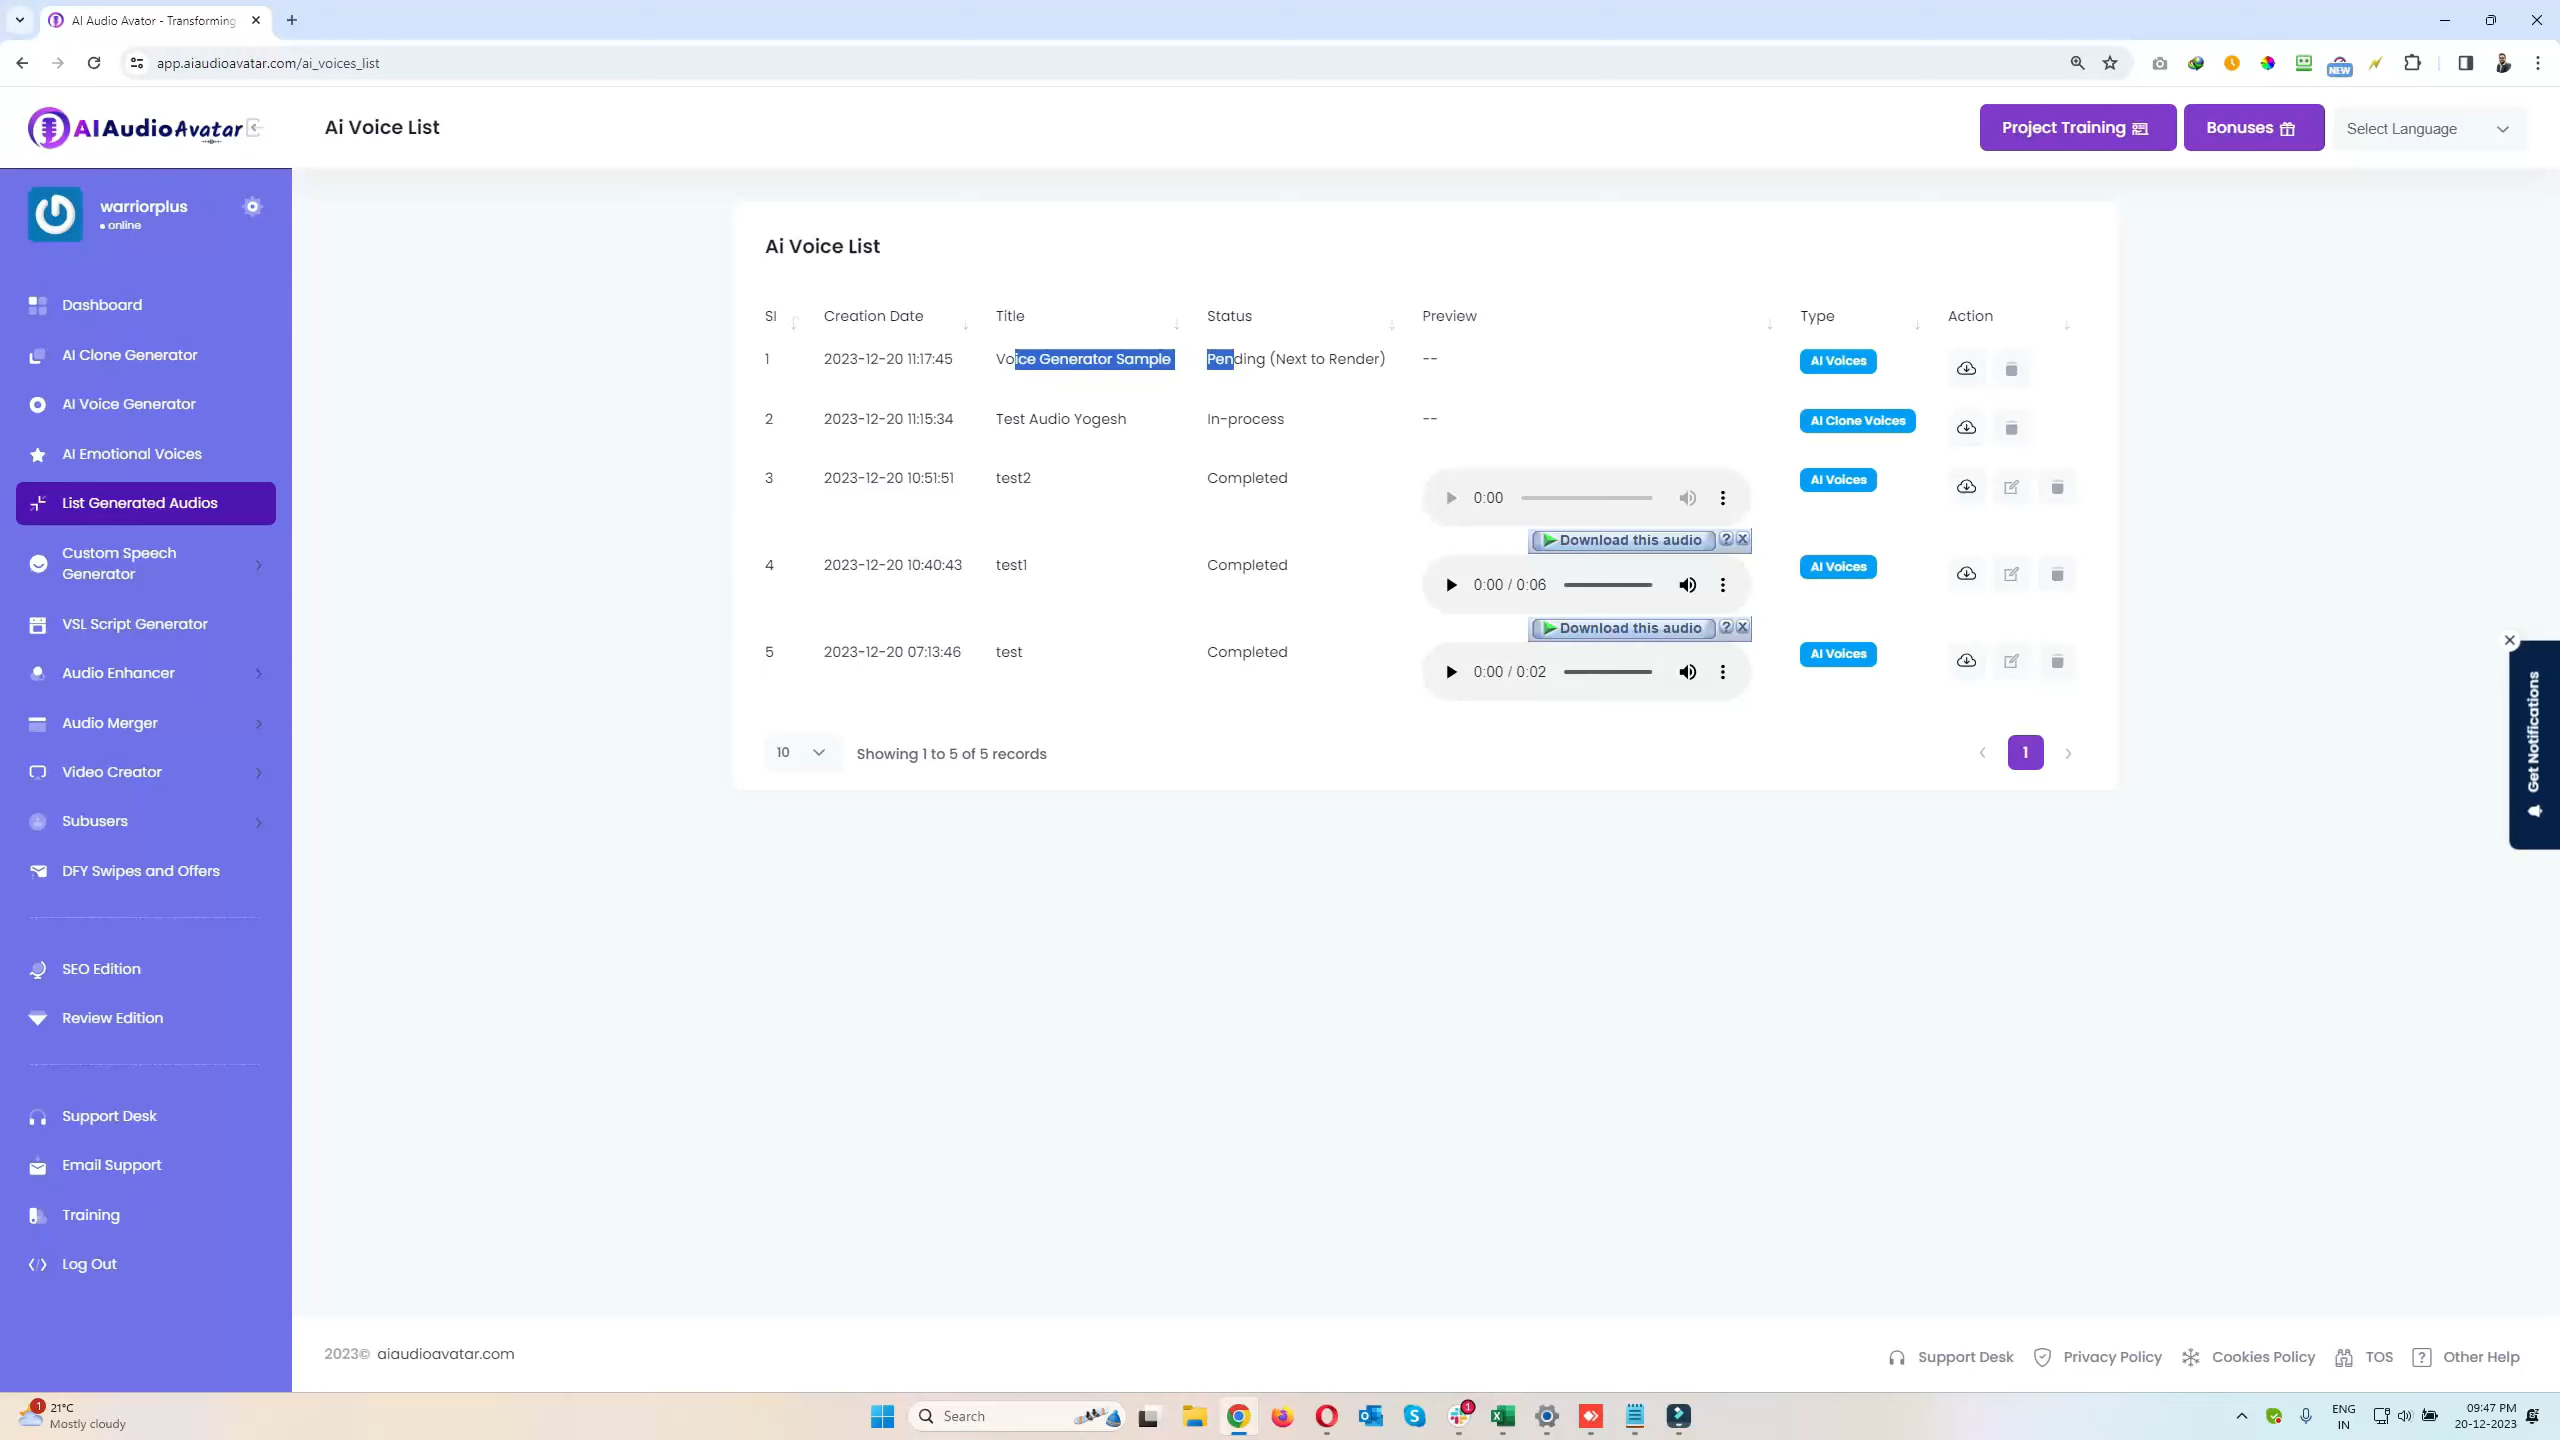 AI Audio Avator - Transforming
app.aiaudioavatar.com/ai_voices_list
NEW
AIAudioAvatar
Ai Voice List
Project Training
Bonuses
Select Language
warriorplus
online
Dashboard
AI Clone Generator
AI Voice Generator
AI Emotional Voices
List Generated Audios
Custom Speech
Generator
VSL Script Generator
Audio Enhancer
Audio Merger
Video Creator
Subusers
DFY Swipes and Offers
SEO Edition
Review Edition
Support Desk
Email Support
Training
Log Out
Ai Voice List
Sl Creation Date Title Status Preview Type Action
1 2023-12-20 11:17:45 Voice Generator Sample Pending (Next to Render) -- AI Voices
2 2023-12-20 11:15:34 Test Audio Yogesh In-process -- AI Clone Voices
3 2023-12-20 10:51:51 test2 Completed AI Voices
0:00
Download this audio ? X
4 2023-12-20 10:40:43 test1 Completed AI Voices
0:00 / 0:06
Download this audio ? X
5 2023-12-20 07:13:46 test Completed AI Voices
0:00 / 0:02
10 Showing 1 to 5 of 5 records
1
Get Notifications
2023© aiaudioavatar.com
Support Desk Privacy Policy Cookies Policy TOS Other Help
1
21°C
Mostly cloudy
Search
1
ENG
IN
09:47 PM
20-12-2023